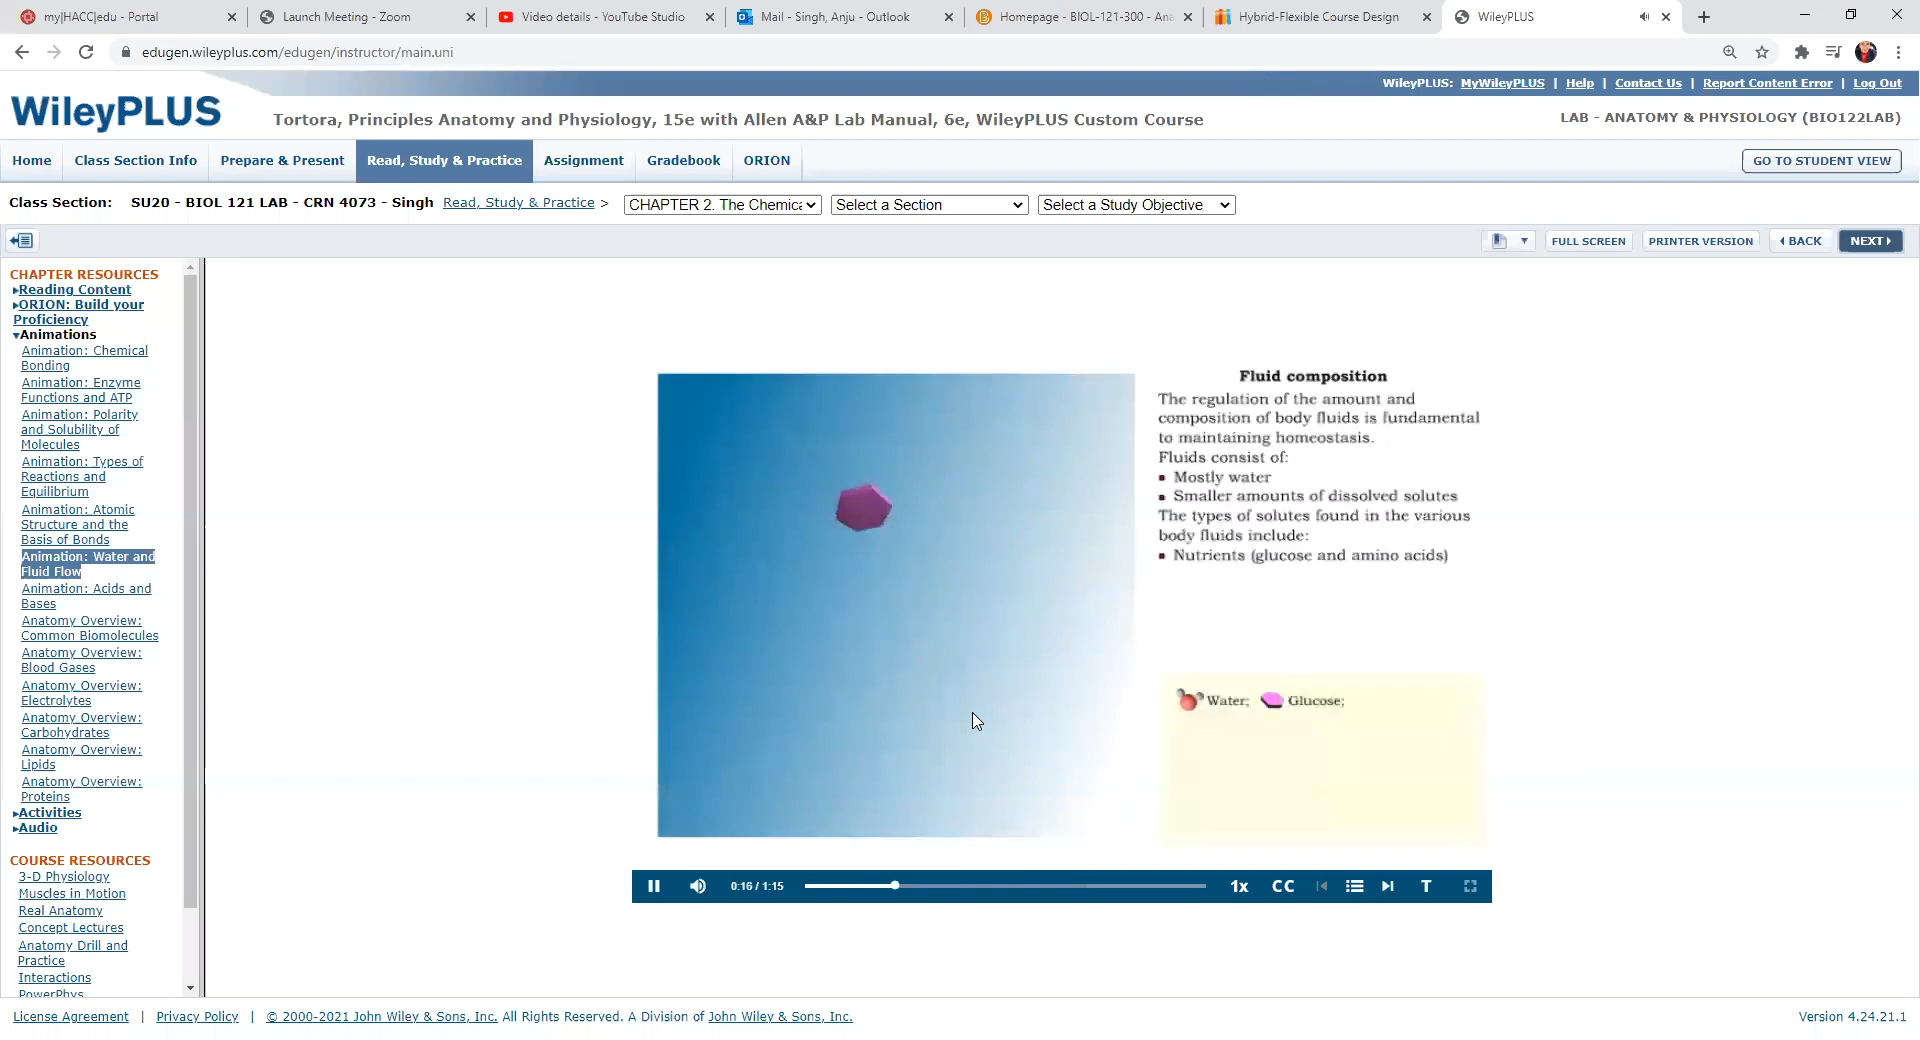 my|HACC|edu - Portal
Launch Meeting - Zoom
Video details - YouTube Studio
Mail - Singh, Anju - Outlook
Homepage - BIOL-121-300 - Ana
Hybrid-Flexible Course Design
WileyPLUS
edugen.wileyplus.com/edugen/instructor/main.uni
WileyPLUS: MyWileyPLUS | Help | Contact Us | Report Content Error | Log Out
WileyPLUS
Tortora, Principles Anatomy and Physiology, 15e with Allen A&P Lab Manual, 6e, WileyPLUS Custom Course
LAB - ANATOMY & PHYSIOLOGY (BIO122LAB)
Home
Class Section Info
Prepare & Present
Read, Study & Practice
Assignment
Gradebook
ORION
GO TO STUDENT VIEW
Class Section: SU20 - BIOL 121 LAB - CRN 4073 - Singh Read, Study & Practice >
CHAPTER 2. The Chemica
Select a Section
Select a Study Objective
FULL SCREEN
PRINTER VERSION
BACK
NEXT
CHAPTER RESOURCES
Reading Content
ORION: Build your
Proficiency
Animations
Animation: Chemical
Bonding
Animation: Enzyme
Functions and ATP
Animation: Polarity
and Solubility of
Molecules
Animation: Types of
Reactions and
Equilibrium
Animation: Atomic
Structure and the
Basis of Bonds
Animation: Water and
Fluid Flow
Animation: Acids and
Bases
Anatomy Overview:
Common Biomolecules
Anatomy Overview:
Blood Gases
Anatomy Overview:
Electrolytes
Anatomy Overview:
Carbohydrates
Anatomy Overview:
Lipids
Anatomy Overview:
Proteins
Activities
Audio
COURSE RESOURCES
3-D Physiology
Muscles in Motion
Real Anatomy
Concept Lectures
Anatomy Drill and
Practice
Interactions
PowerPhys
Fluid composition
The regulation of the amount and
composition of body fluids is fundamental
to maintaining homeostasis.
Fluids consist of:
▪ Mostly water
▪ Smaller amounts of dissolved solutes
The types of solutes found in the various
body fluids include:
▪ Nutrients (glucose and amino acids)
Water; Glucose;
0:16 / 1:15
1x
CC
T
License Agreement | Privacy Policy | © 2000-2021 John Wiley & Sons, Inc. All Rights Reserved. A Division of John Wiley & Sons, Inc.
Version 4.24.21.1